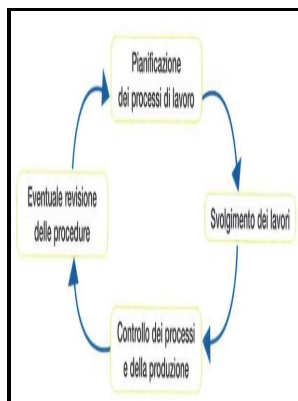 Pianificazione
dei processi di lavoro
Svolgimento dei lavori
Controllo dei processi
e della produzione
Eventuale revisione
delle procedure